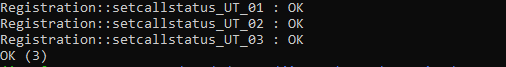 Registration::setcallstatus_UT_01 : OK
Registration::setcallstatus_UT_02 : OK
Registration::setcallstatus_UT_03 : OK
OK (3)